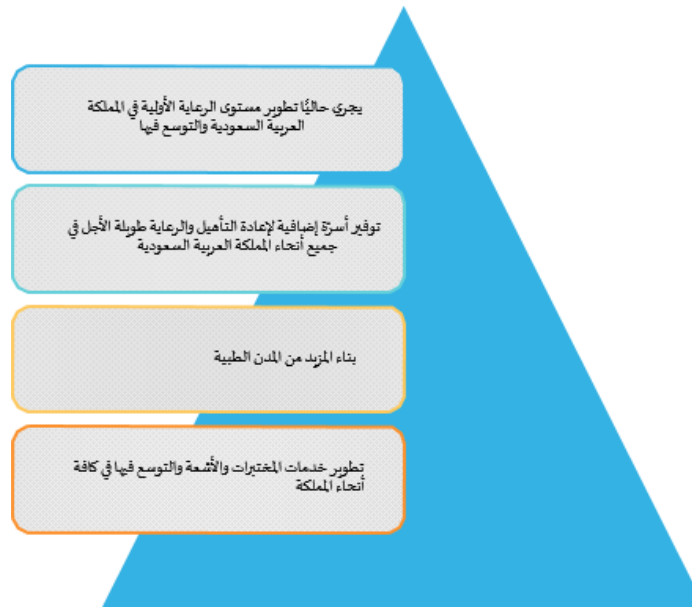 يجري حاليًا تطوير مستوى الرعاية الأولية في المملكة
العربية السعودية والتوسع فيها
توفير أسرّة إضافية لإعادة التأهيل والرعاية طويلة الأجل في
جميع أنحاء المملكة العربية السعودية
بناء المزيد من المدن الطبية
تطوير خدمات المختبرات والأشعة والتوسع فيها في كافة
أنحاء المملكة